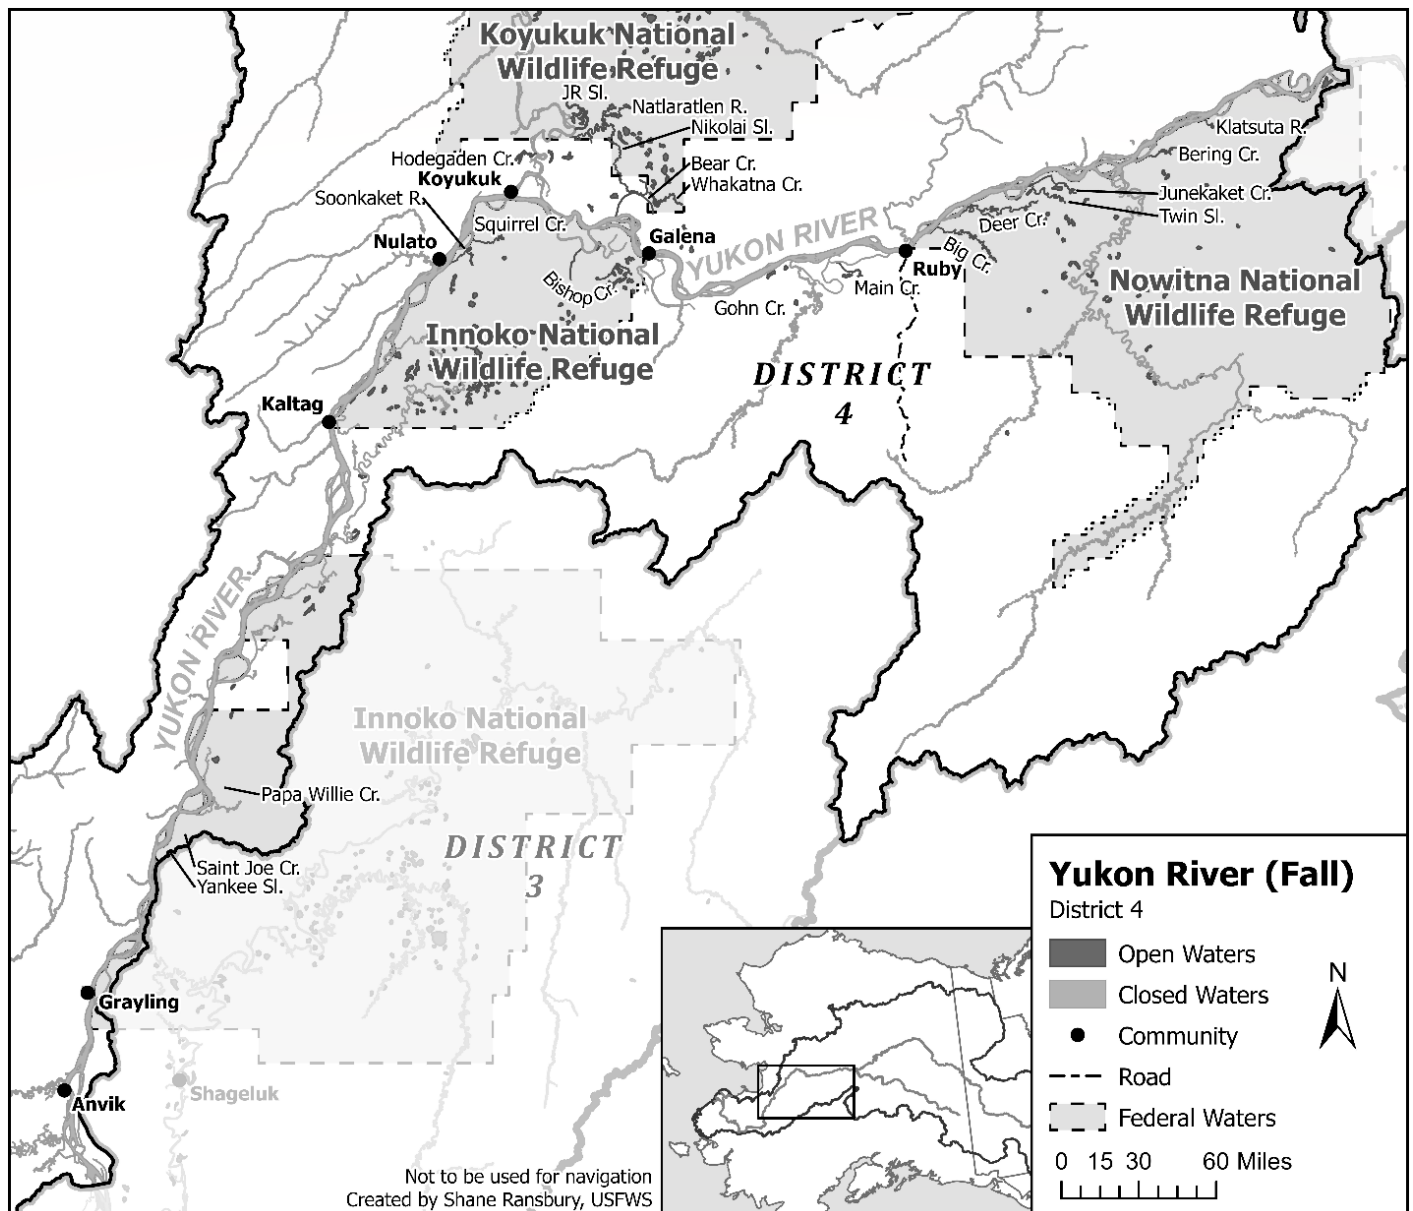 Koyukuk National
Wildlife Refuge
JR Sl.
Natlaratlen R.
Nikolai Sl.
Klatsuta R.
Hodegaden Cr.
Bering Cr.
Koyukuk
Bear Cr.
Whakatna Cr.
Junekaket Cr.
Soonkaket R.
Twin Sl.
Squirrel Cr.
Deer Cr.
Nulato
Galena
YUKON RIVER
Big Cr.
Ruby
Bishop Cr.
Main Cr.
Gohn Cr.
Nowitna National
Wildlife Refuge
Innoko National
Wildlife Refuge
DISTRICT
4
Kaltag
YUKON RIVER
Innoko National
Wildlife Refuge
Papa Willie Cr.
DISTRICT
3
Saint Joe Cr.
Yankee Sl.
Grayling
Shageluk
Anvik
Not to be used for navigation
Created by Shane Ransbury, USFWS
Yukon River (Fall)
District 4
Open Waters
Closed Waters
Community
Road
Federal Waters
N
0 15 30 60 Miles